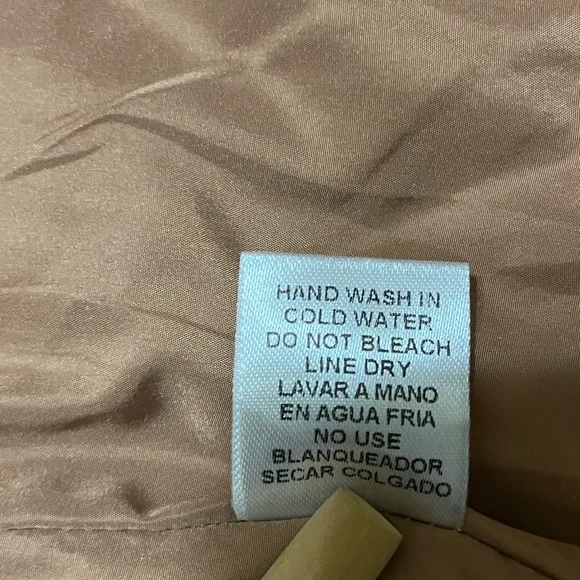 HAND WASH IN
COLD WATER
DO NOT BLEACH
LINE DRY
LAVAR A MANO
EN AGUA FRIA
NO USE
BLANQUEADOR
SECAR COLGADO